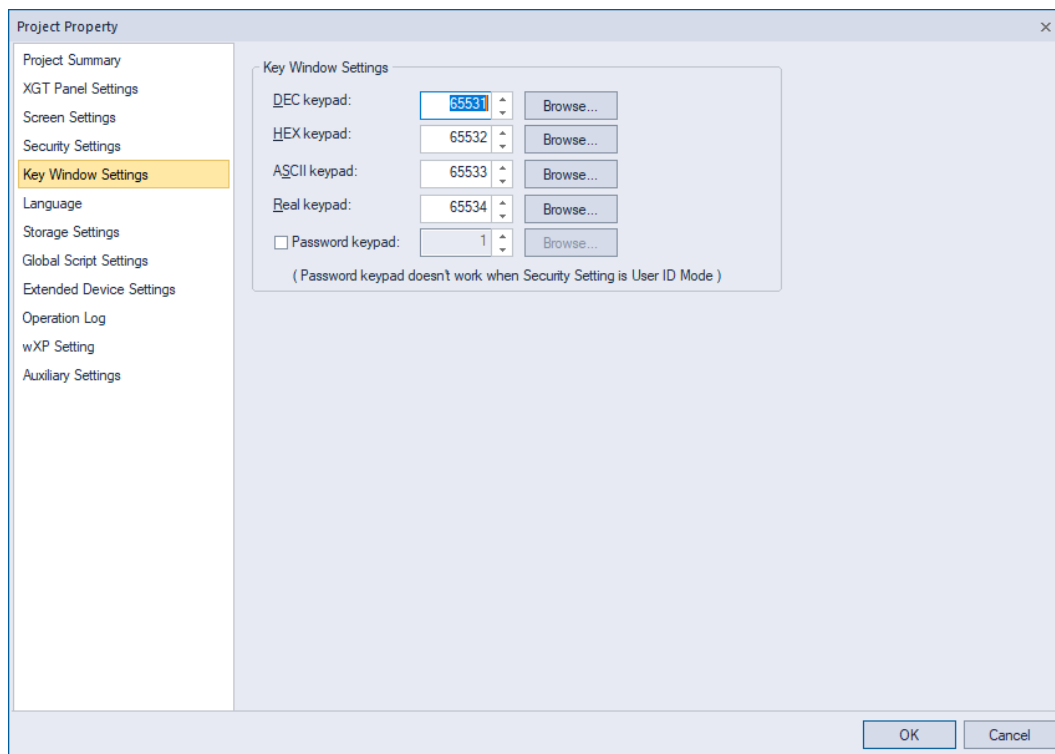 Project Property
Project Summary
XGT Panel Settings
Screen Settings
Security Settings
Key Window Settings
Language
Storage Settings
Global Script Settings
Extended Device Settings
Operation Log
wXP Setting
Auxiliary Settings
Key Window Settings
DEC keypad: 65531 Browse...
HEX keypad: 65532 Browse...
ASCII keypad: 65533 Browse...
Real keypad: 65534 Browse...
Password keypad: 1 Browse...
( Password keypad doesn't work when Security Setting is User ID Mode )
OK Cancel